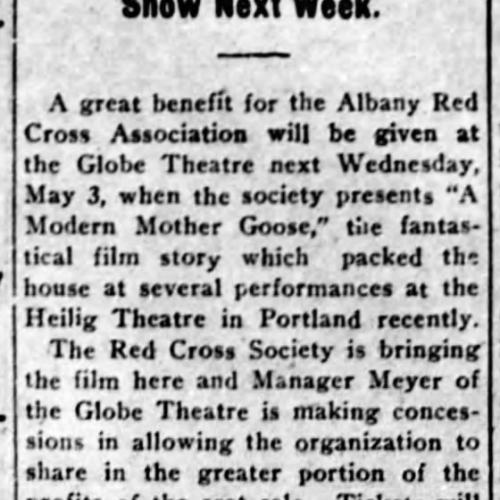 Show Next Week.
A great benefit for the Albany Red
Cross Association will be given at
the Globe Theatre next Wednesday,
May 3, when the society presents "A
Modern Mother Goose," the fantas-
tical film story which packed the
house at several performances at the
Heilig Theatre in Portland recently.
The Red Cross Society is bringing
the film here and Manager Meyer of
the Globe Theatre is making conces-
sions in allowing the organization to
share in the greater portion of the